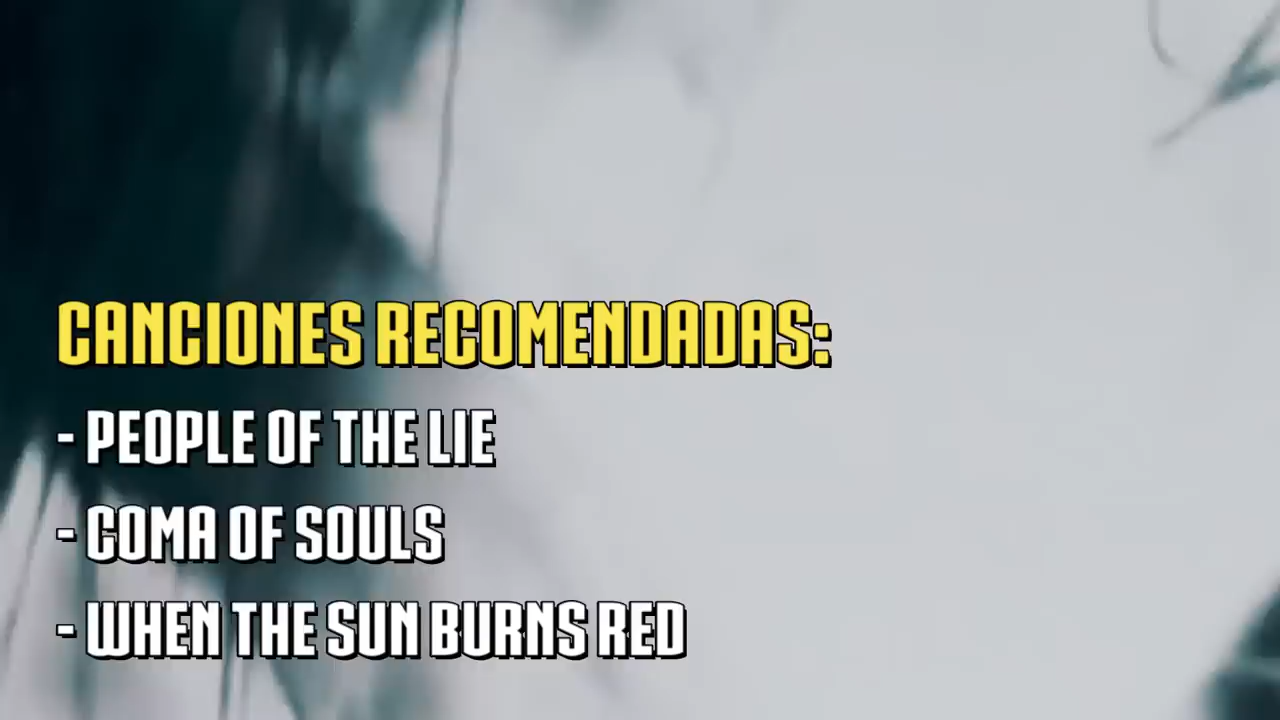 CANCIONES RECOMENDADAS:
- PEOPLE OF THE LIE
- COMA OF SOULS
- WHEN THE SUN BURNS RED